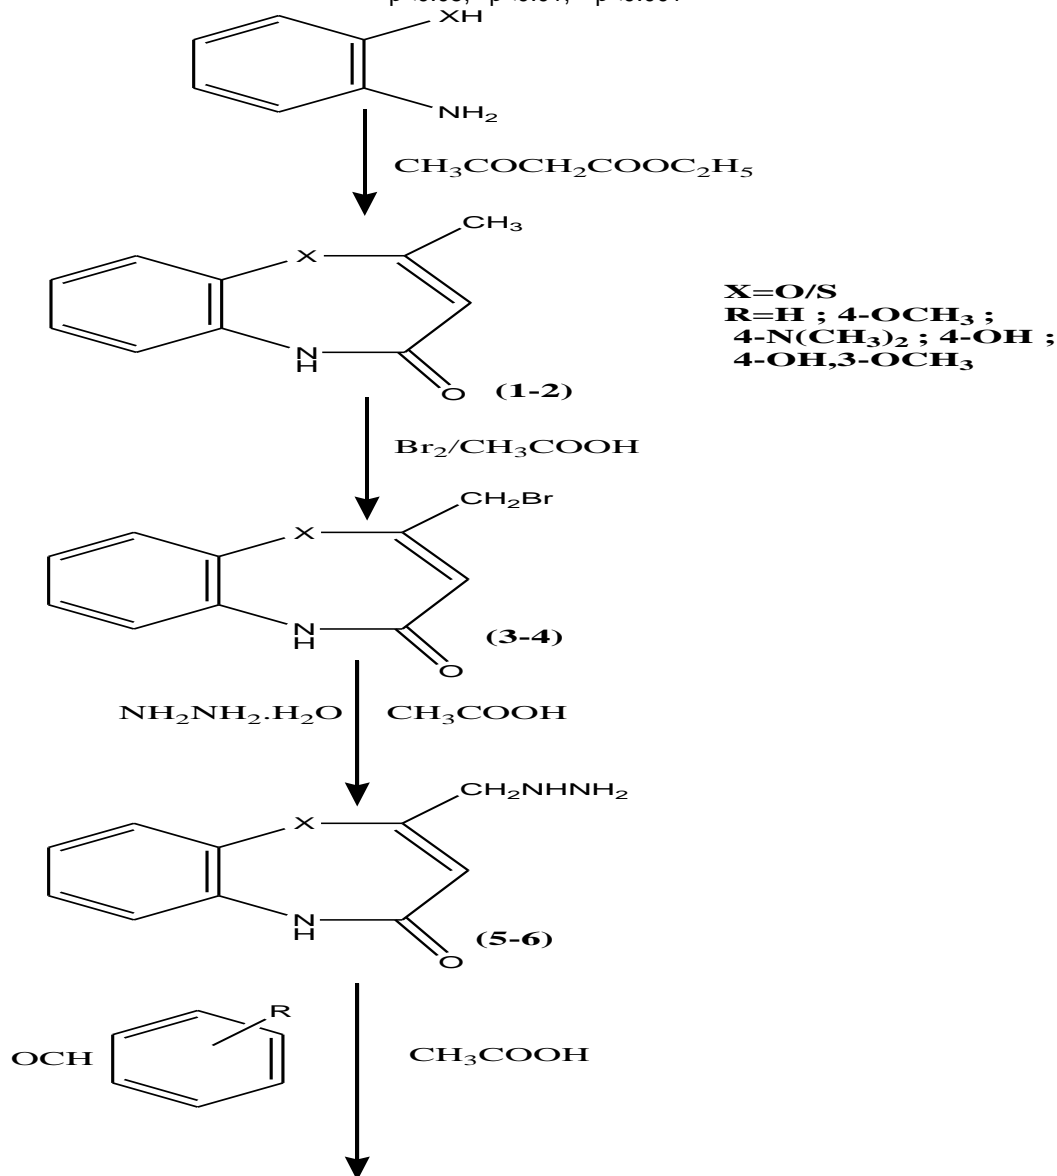 XH
NH₂
CH₃COCH₂COOC₂H₅
CH₃
X
N
H
O
(1-2)
X=O/S
R=H ; 4-OCH₃ ;
4-N(CH₃)₂ ; 4-OH ;
4-OH,3-OCH₃
Br₂/CH₃COOH
CH₂Br
X
N
H
O
(3-4)
NH₂NH₂.H₂O
CH₃COOH
CH₂NHNH₂
X
N
H
O
(5-6)
R
OCH
CH₃COOH